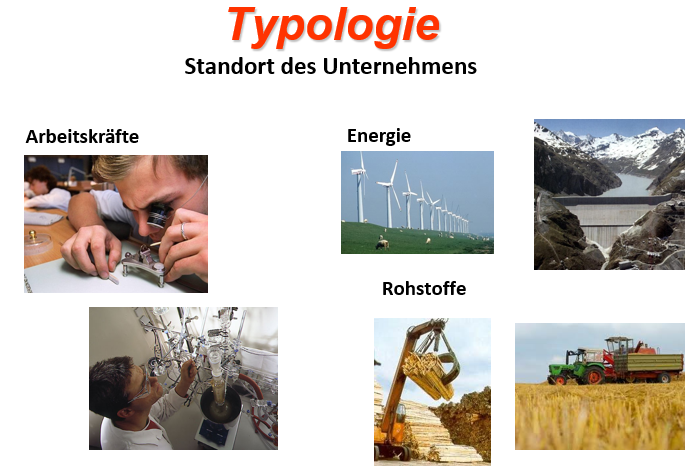 Typologie
Standort des Unternehmens
Arbeitskräfte
Energie
Rohstoffe